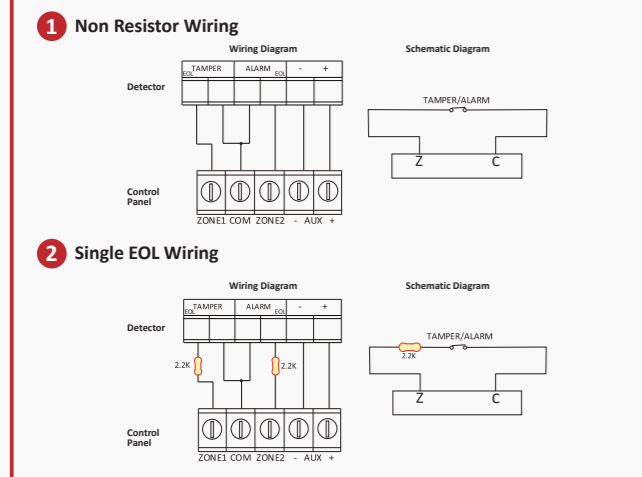 1 Non Resistor Wiring
Wiring Diagram Schematic Diagram
TAMPER ALARM - +
EOL EOL
Detector
TAMPER/ALARM
Z C
Control
Panel
ZONE1 COM ZONE2 - AUX +
2 Single EOL Wiring
Wiring Diagram Schematic Diagram
TAMPER ALARM - +
EOL EOL
Detector
TAMPER/ALARM
2.2K 2.2K 2.2K
Z C
Control
Panel
ZONE1 COM ZONE2 - AUX +